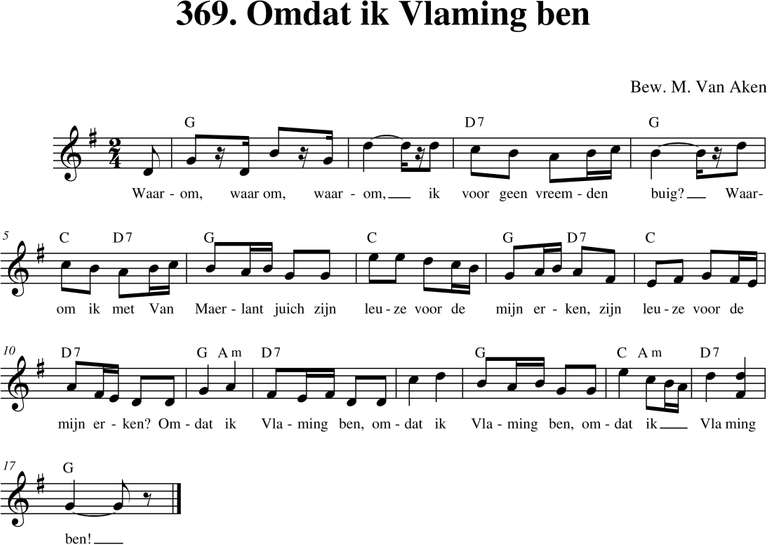 369. Omdat ik Vlaming ben
Bew. M. Van Aken
G D7 G
2
4
Waar - om, waar om, waar - om, ik voor geen vreem - den buig? Waar-
5 C D7 G C G D7 C
om ik met Van Maer - lant juich zijn leu - ze voor de mijn er - ken, zijn leu - ze voor de
10 D7 G Am D7 G C Am D7
mijn er - ken? Om - dat ik Vla - ming ben, om - dat ik Vla - ming ben, om - dat ik Vla ming
17 G
ben!